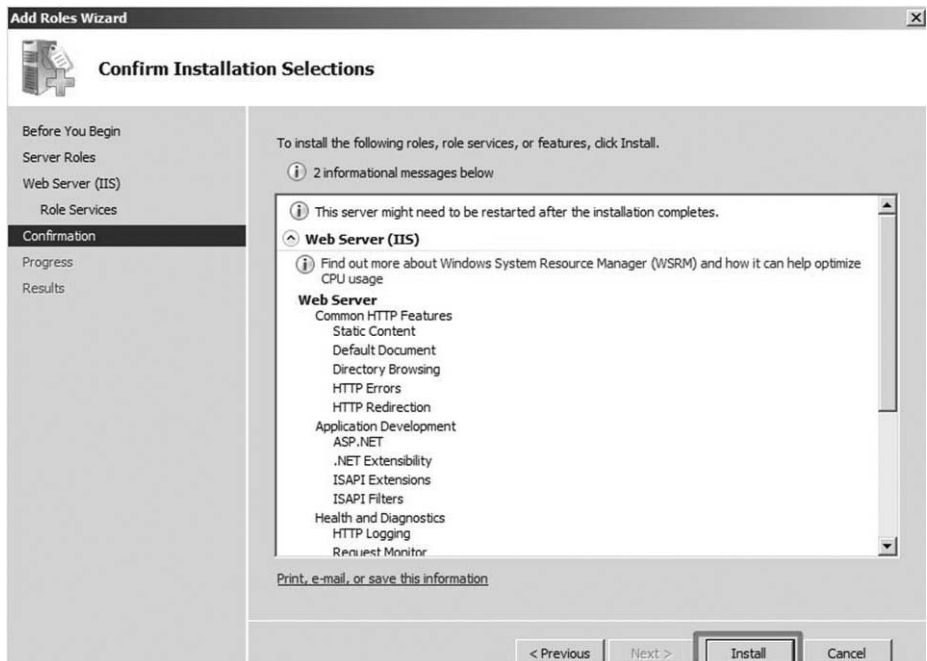 Add Roles Wizard
Confirm Installation Selections
Before You Begin
Server Roles
Web Server (IIS)
Role Services
Confirmation
Progress
Results
To install the following roles, role services, or features, click Install.
2 informational messages below
This server might need to be restarted after the installation completes.
Web Server (IIS)
Find out more about Windows System Resource Manager (WSRM) and how it can help optimize
CPU usage
Web Server
Common HTTP Features
Static Content
Default Document
Directory Browsing
HTTP Errors
HTTP Redirection
Application Development
ASP.NET
.NET Extensibility
ISAPI Extensions
ISAPI Filters
Health and Diagnostics
HTTP Logging
Request Monitor
Print, e-mail, or save this information
< Previous
Next >
Install
Cancel